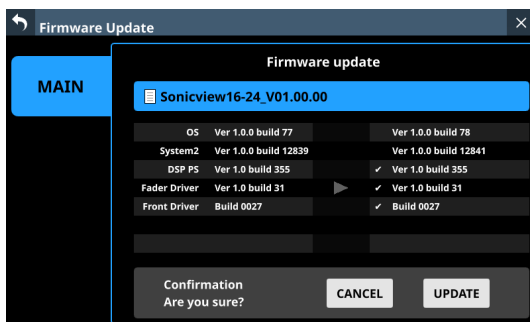 Firmware Update
MAIN
Firmware update
Sonicview16-24_V01.00.00
OS Ver 1.0.0 build 77 Ver 1.0.0 build 78
System2 Ver 1.0.0 build 12839 Ver 1.0.0 build 12841
DSP PS Ver 1.0 build 355 ✔ Ver 1.0 build 355
Fader Driver Ver 1.0 build 31 ✔ Ver 1.0 build 31
Front Driver Build 0027 ✔ Build 0027
Confirmation
Are you sure?
CANCEL
UPDATE